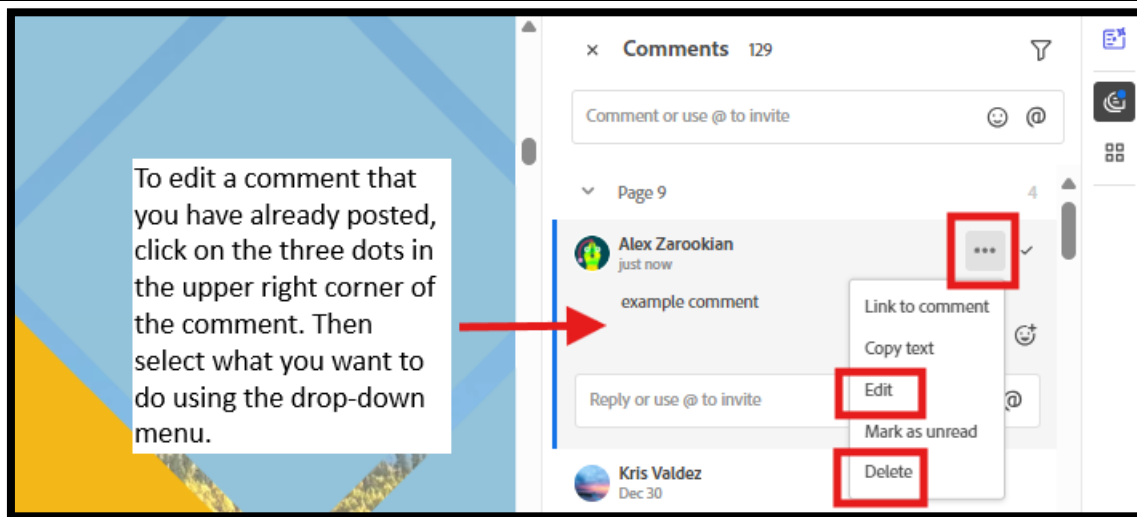 To edit a comment that
you have already posted,
click on the three dots in
the upper right corner of
the comment. Then
select what you want to
do using the drop-down
menu.
Comments 129
Comment or use @ to invite
Page 9 4
Alex Zarookian
just now
example comment
Link to comment
Copy text
Edit
Mark as unread
Delete
Reply or use @ to invite
Kris Valdez
Dec 30